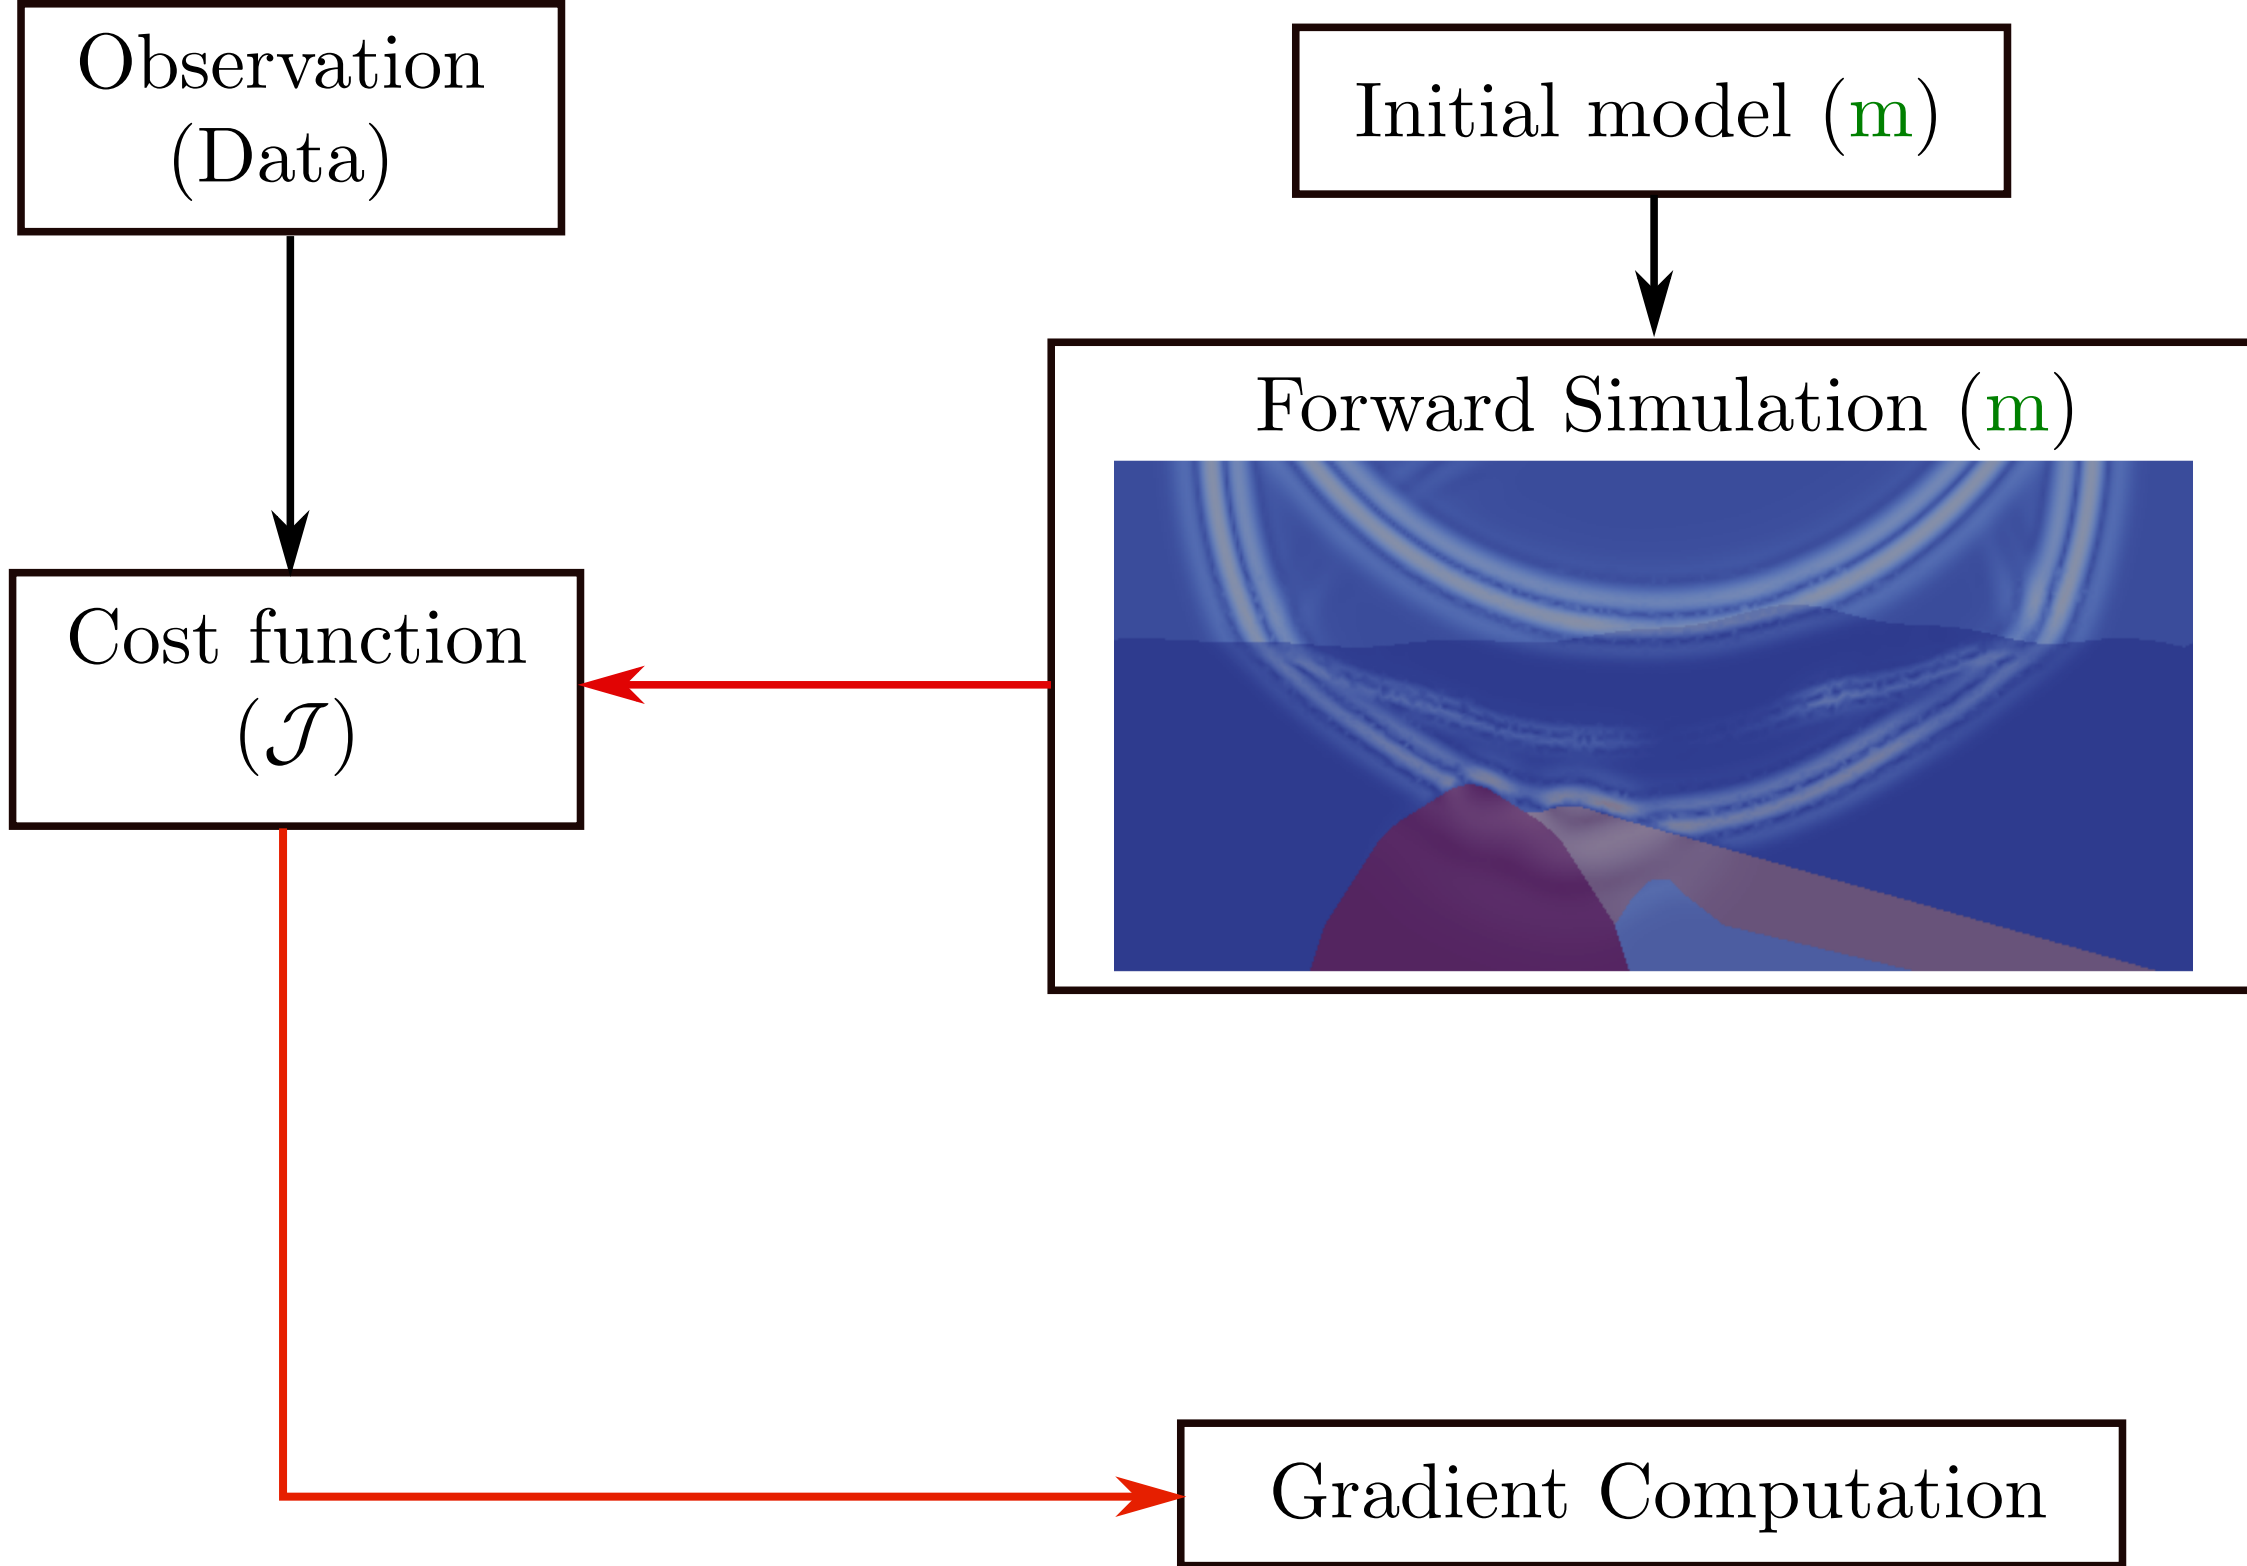 Observation
(Data)
Initial model (m)
Forward Simulation (m)
Cost function
(𝒥)
Gradient Computation